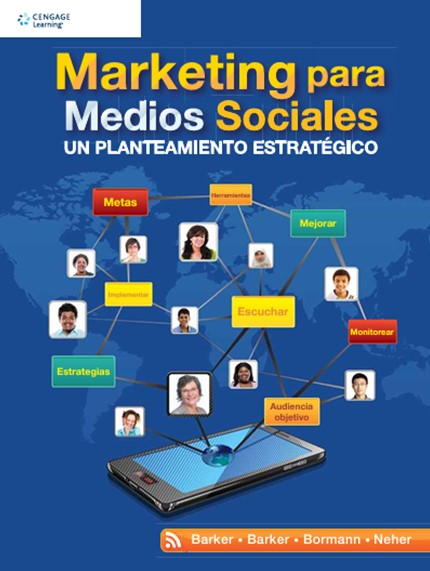 CENGAGE
Learning
Marketing para
Medios Sociales
UN PLANTEAMIENTO ESTRATÉGICO
Metas
Herramientas
Mejorar
Implementar
Escuchar
Monitorear
Estrategias
Audiencia
objetivo
Barker • Barker • Bormann • Neher